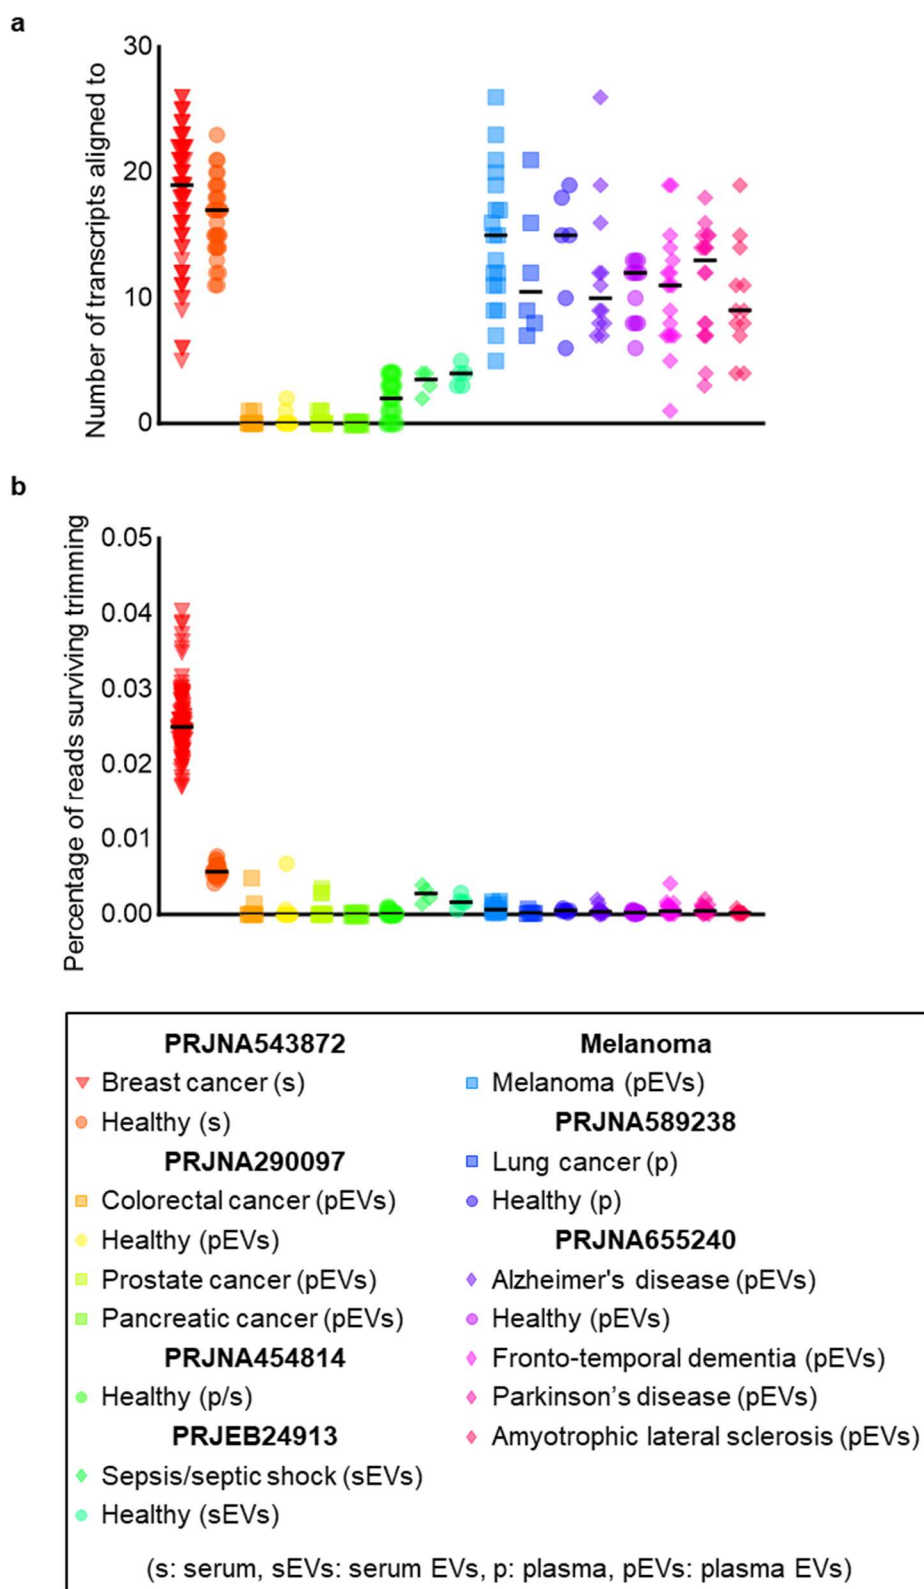 a
Number of transcripts aligned to
30
20
10
0
b
Percentage of reads surviving trimming
0.05
0.04
0.03
0.02
0.01
0.00
PRJNA543872
Breast cancer (s)
Healthy (s)
PRJNA290097
Colorectal cancer (pEVs)
Healthy (pEVs)
Prostate cancer (pEVs)
Pancreatic cancer (pEVs)
PRJNA454814
Healthy (p/s)
PRJEB24913
Sepsis/septic shock (sEVs)
Healthy (sEVs)
Melanoma
Melanoma (pEVs)
PRJNA589238
Lung cancer (p)
Healthy (p)
PRJNA655240
Alzheimer's disease (pEVs)
Healthy (pEVs)
Fronto-temporal dementia (pEVs)
Parkinson’s disease (pEVs)
Amyotrophic lateral sclerosis (pEVs)
(s: serum, sEVs: serum EVs, p: plasma, pEVs: plasma EVs)